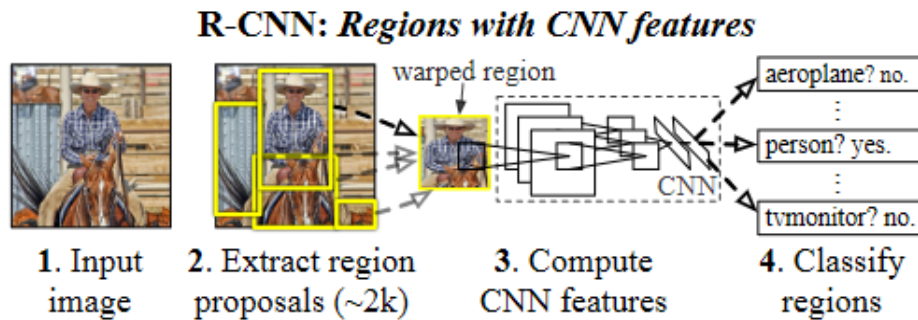 R-CNN: Regions with CNN features
warped region
aeroplane? no.
⋮
person? yes.
⋮
tvmonitor? no.
CNN
1. Input
image
2. Extract region
proposals (~2k)
3. Compute
CNN features
4. Classify
regions